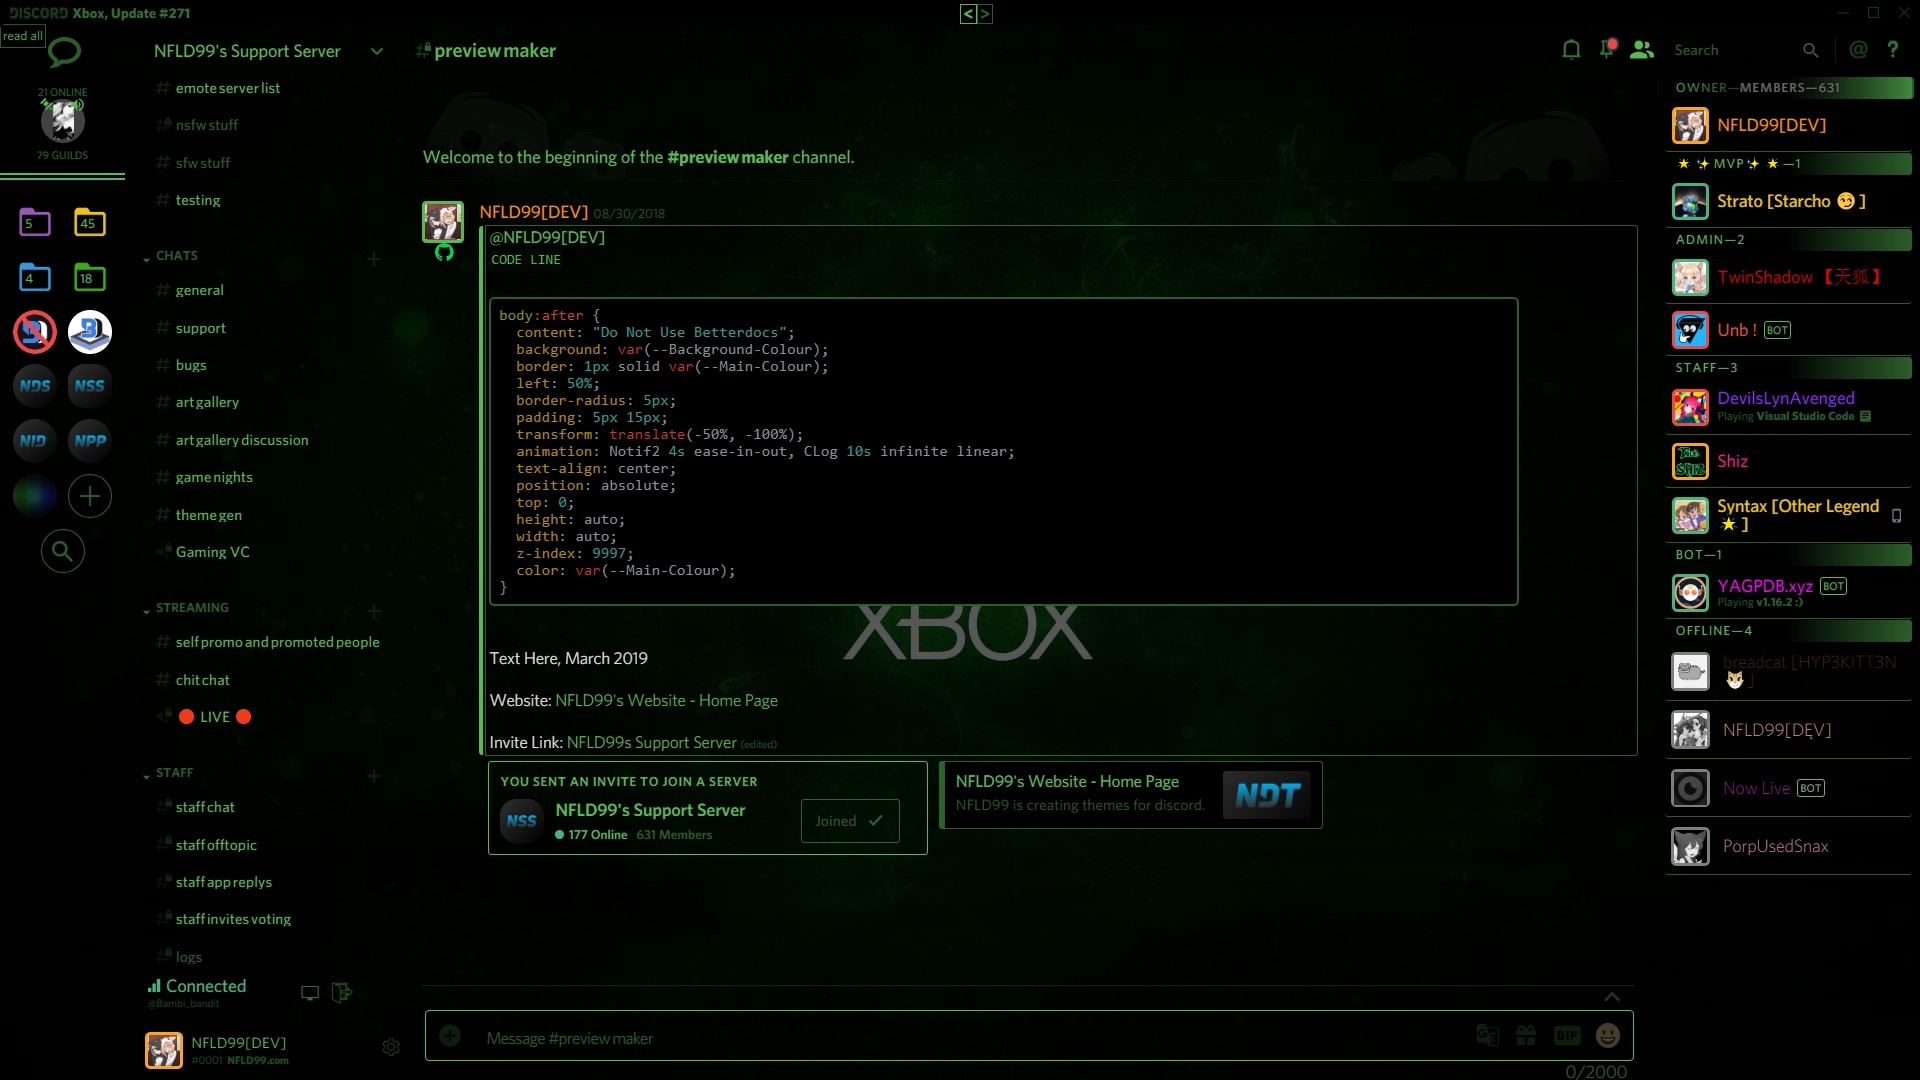 DISCORD Xbox, Update #271
< >
read all
21 ONLINE
79 GUILDS
5
45
4
18
NDS
NSS
NID
NPP
NFLD99's Support Server
emote server list
nsfw stuff
sfw stuff
testing
CHATS
general
support
bugs
art gallery
art gallery discussion
game nights
theme gen
Gaming VC
STREAMING
self promo and promoted people
chit chat
LIVE
STAFF
staff chat
staff offtopic
staff app replys
staff invites voting
logs
Connected
@Bambi_bandit
NFLD99[DEV]
#0001 NFLD99.com
# preview maker
Search
@ ?
Welcome to the beginning of the #preview maker channel.
NFLD99[DEV] 08/30/2018
@NFLD99[DEV]
CODE LINE
body:after {
content: "Do Not Use Betterdocs";
background: var(--Background-Colour);
border: 1px solid var(--Main-Colour);
left: 50%;
border-radius: 5px;
padding: 5px 15px;
transform: translate(-50%, -100%);
animation: Notif2 4s ease-in-out, CLog 10s infinite linear;
text-align: center;
position: absolute;
top: 0;
height: auto;
width: auto;
z-index: 9997;
color: var(--Main-Colour);
}
XBOX
Text Here, March 2019
Website: NFLD99's Website - Home Page
Invite Link: NFLD99s Support Server (edited)
YOU SENT AN INVITE TO JOIN A SERVER
NSS
NFLD99's Support Server
177 Online 631 Members
Joined
NFLD99's Website - Home Page
NFLD99 is creating themes for discord.
NDT
Message #preview maker
GIF
0/2000
OWNER—MEMBERS—631
NFLD99[DEV]
⭐ ✨ MVP ✨ ⭐ —1
Strato [Starcho 😏 ]
ADMIN—2
TwinShadow 【天狐】
Unb ! BOT
STAFF—3
DevilsLynAvenged
Playing Visual Studio Code
The SHIZ
Shiz
Syntax [Other Legend
⭐ ]
BOT—1
YAGPDB.xyz BOT
Playing v1.16.2 :)
OFFLINE—4
breadcat [HYP3KITT3N
🐱 ]
NFLD99[DĘV]
Now Live BOT
PorpUsedSnax